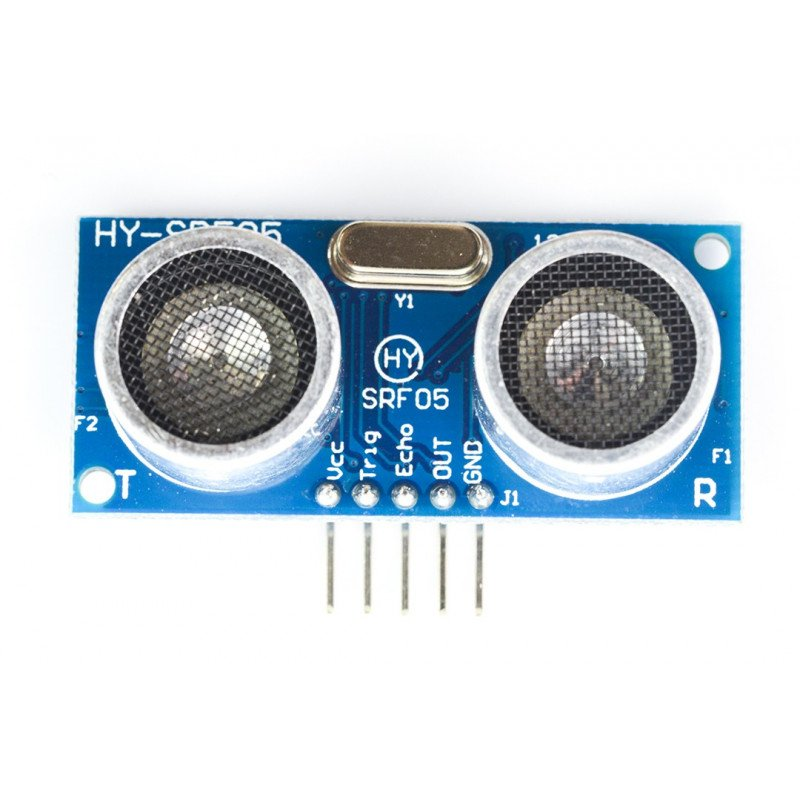 HY-SRF05
Y1
HY
SRF05
F2
F1
Vcc
Trig
Echo
OUT
GND
J1
T
R